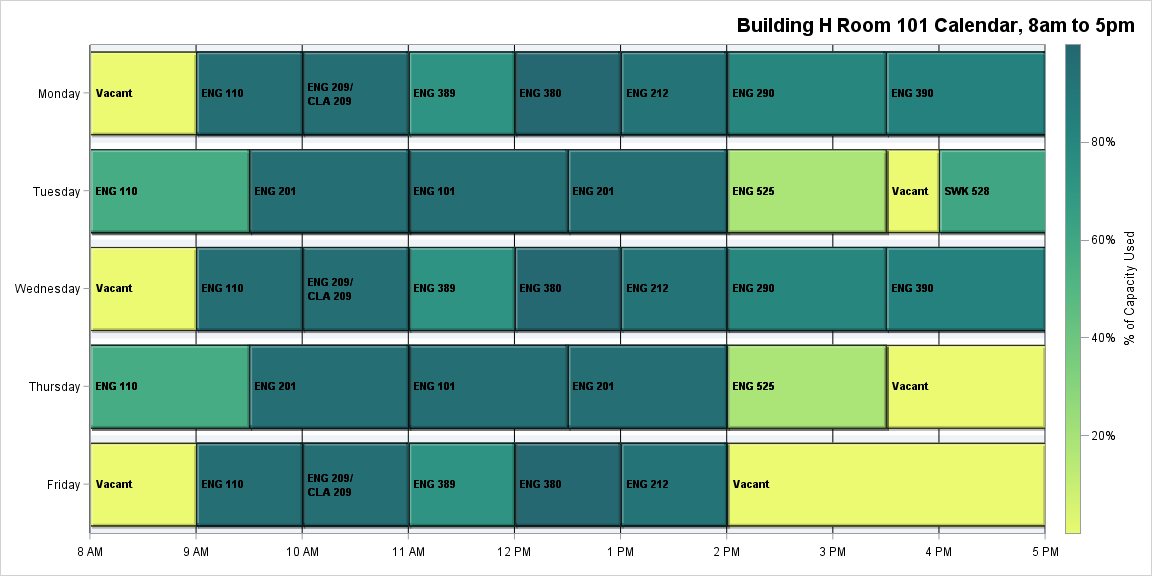 Building H Room 101 Calendar, 8am to 5pm
Monday
Vacant
ENG 110
ENG 209/
CLA 209
ENG 389
ENG 380
ENG 212
ENG 290
ENG 390
Tuesday
ENG 110
ENG 201
ENG 101
ENG 201
ENG 525
Vacant
SWK 528
Wednesday
Vacant
ENG 110
ENG 209/
CLA 209
ENG 389
ENG 380
ENG 212
ENG 290
ENG 390
Thursday
ENG 110
ENG 201
ENG 101
ENG 201
ENG 525
Vacant
Friday
Vacant
ENG 110
ENG 209/
CLA 209
ENG 389
ENG 380
ENG 212
Vacant
8 AM
9 AM
10 AM
11 AM
12 PM
1 PM
2 PM
3 PM
4 PM
5 PM
80%
60%
40%
20%
% of Capacity Used